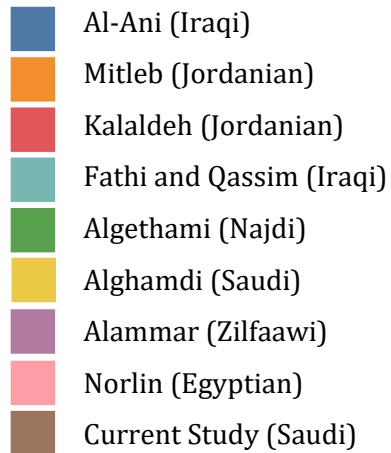 Al-Ani (Iraqi)
Mitleb (Jordanian)
Kalaldeh (Jordanian)
Fathi and Qassim (Iraqi)
Algethami (Najdi)
Alghamdi (Saudi)
Alammar (Zilfaawi)
Norlin (Egyptian)
Current Study (Saudi)